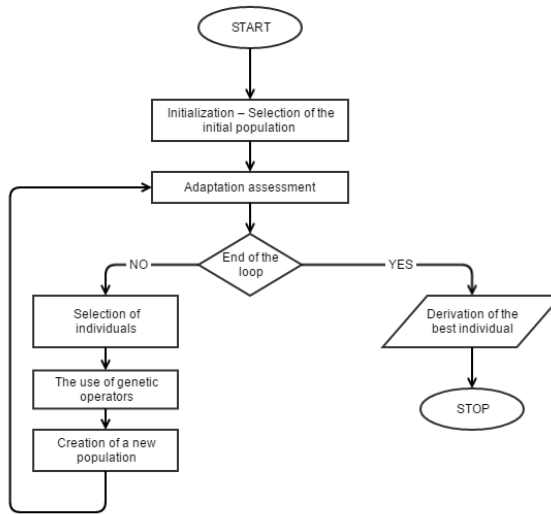 START
Initialization – Selection of the
initial population
Adaptation assessment
End of the
loop
NO
YES
Selection of
individuals
The use of genetic
operators
Creation of a new
population
Derivation of the
best individual
STOP